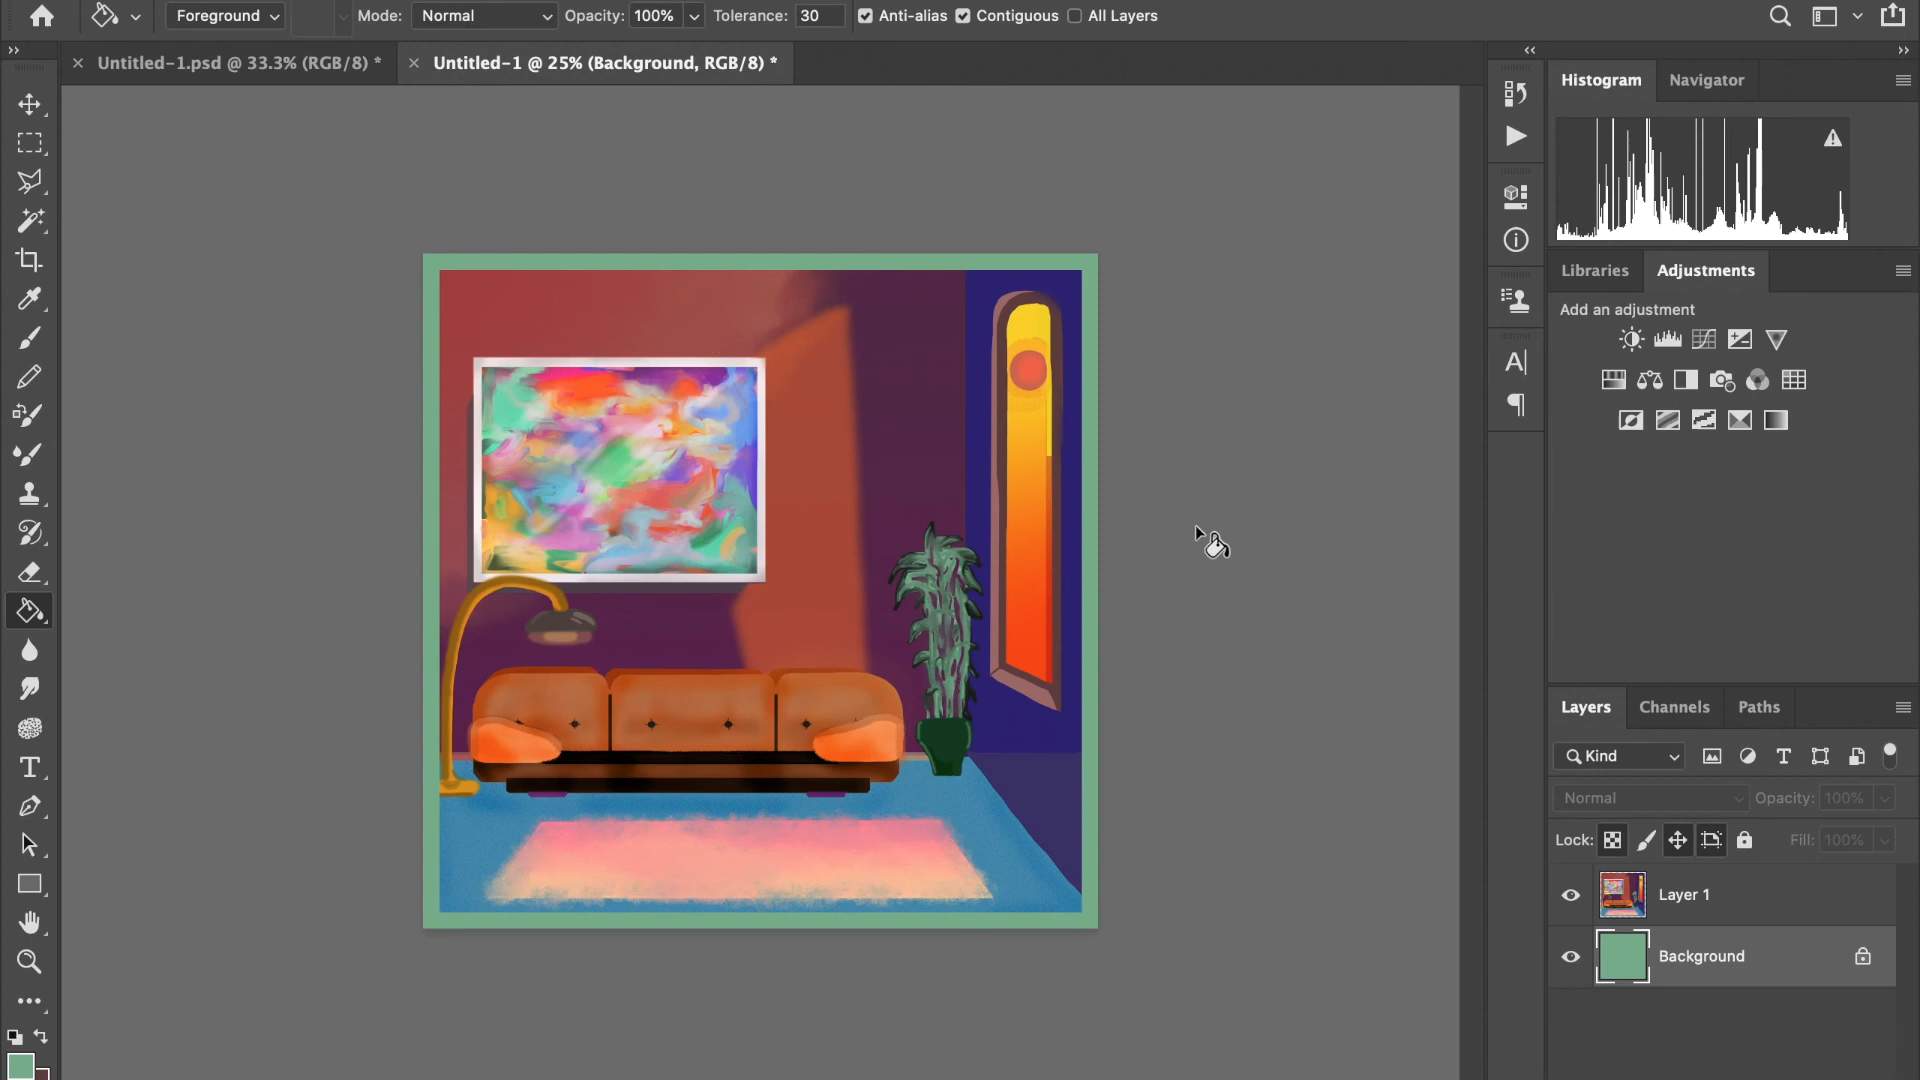 Foreground Mode: Normal Opacity: 100% Tolerance: 30 Anti-alias Contiguous All Layers
Untitled-1.psd @ 33.3% (RGB/8) * Untitled-1 @ 25% (Background, RGB/8) *
Histogram Navigator
Libraries Adjustments
Add an adjustment
Layers Channels Paths
Kind
Normal Opacity: 100%
Lock: Fill: 100%
Layer 1
Background